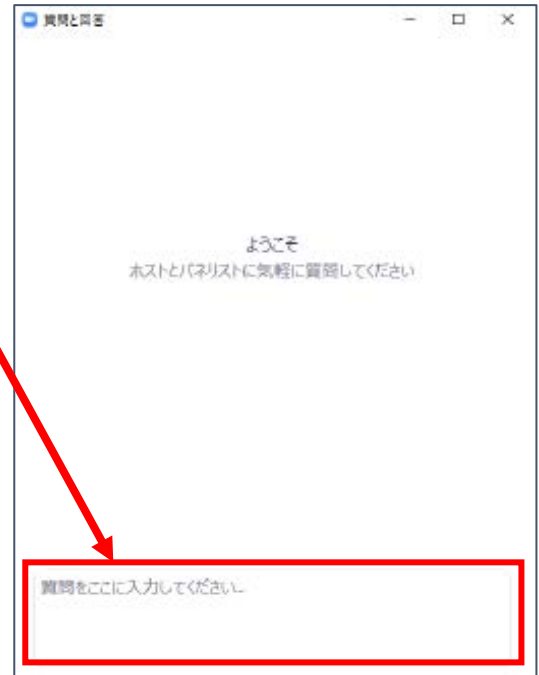 質問と回答
ようこそ
ホストとパネリストに気軽に質問してください
質問をここに入力してください...